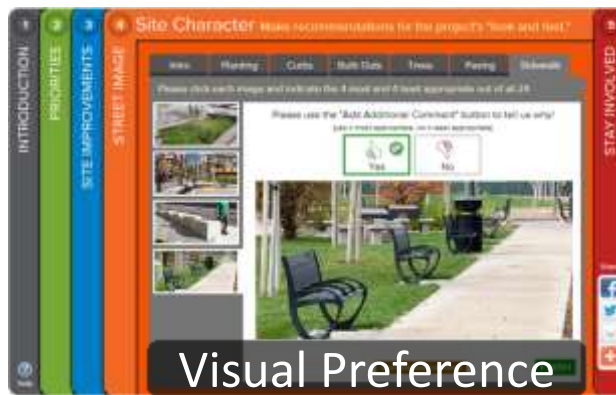 1
INTRODUCTION
2
PRIORITIES
3
SITE IMPROVEMENTS
4
STREET IMAGE
Site Character Make recommendations for the project's "look and feel."
Intro Planting Curbs Bulb Outs Trees Paving Sidewalk
Please click each image and indicate the 4 most and 4 least appropriate out of all 24
Please use the "Add Additional Comment" button to tell us why!
Yes
No
5
STAY INVOLVED
Visual Preference